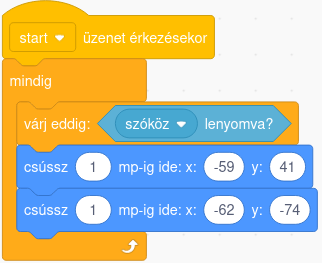 start üzenet érkezésekor
mindig
várj eddig: szóköz lenyomva?
csússz 1 mp-ig ide: x: -59 y: 41
csússz 1 mp-ig ide: x: -62 y: -74